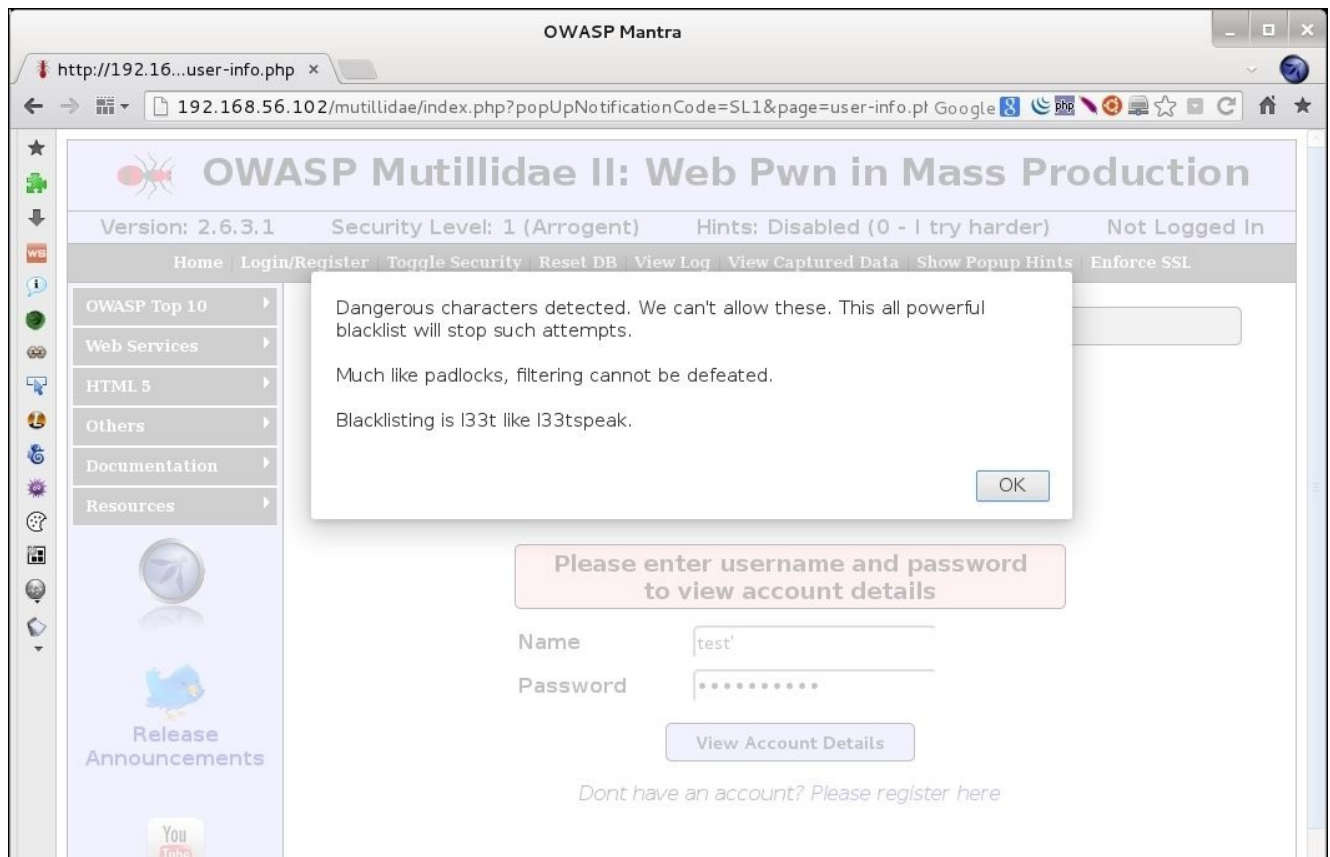 OWASP Mantra
http://192.16...user-info.php ×
192.168.56.102/mutillidae/index.php?popUpNotificationCode=SL1&page=user-info.pl Google 8 php
WB
OWASP Mutillidae II: Web Pwn in Mass Production
Version: 2.6.3.1 Security Level: 1 (Arrogent) Hints: Disabled (0 - I try harder) Not Logged In
Home Login/Register Toggle Security Reset DB View Log View Captured Data Show Popup Hints Enforce SSL
OWASP Top 10
Web Services
HTML 5
Others
Documentation
Resources
Dangerous characters detected. We can't allow these. This all powerful
blacklist will stop such attempts.
Much like padlocks, filtering cannot be defeated.
Blacklisting is l33t like l33tspeak.
OK
Please enter username and password
to view account details
Name test'
Password ••••••••••
View Account Details
Dont have an account? Please register here
Release
Announcements
You
Tube